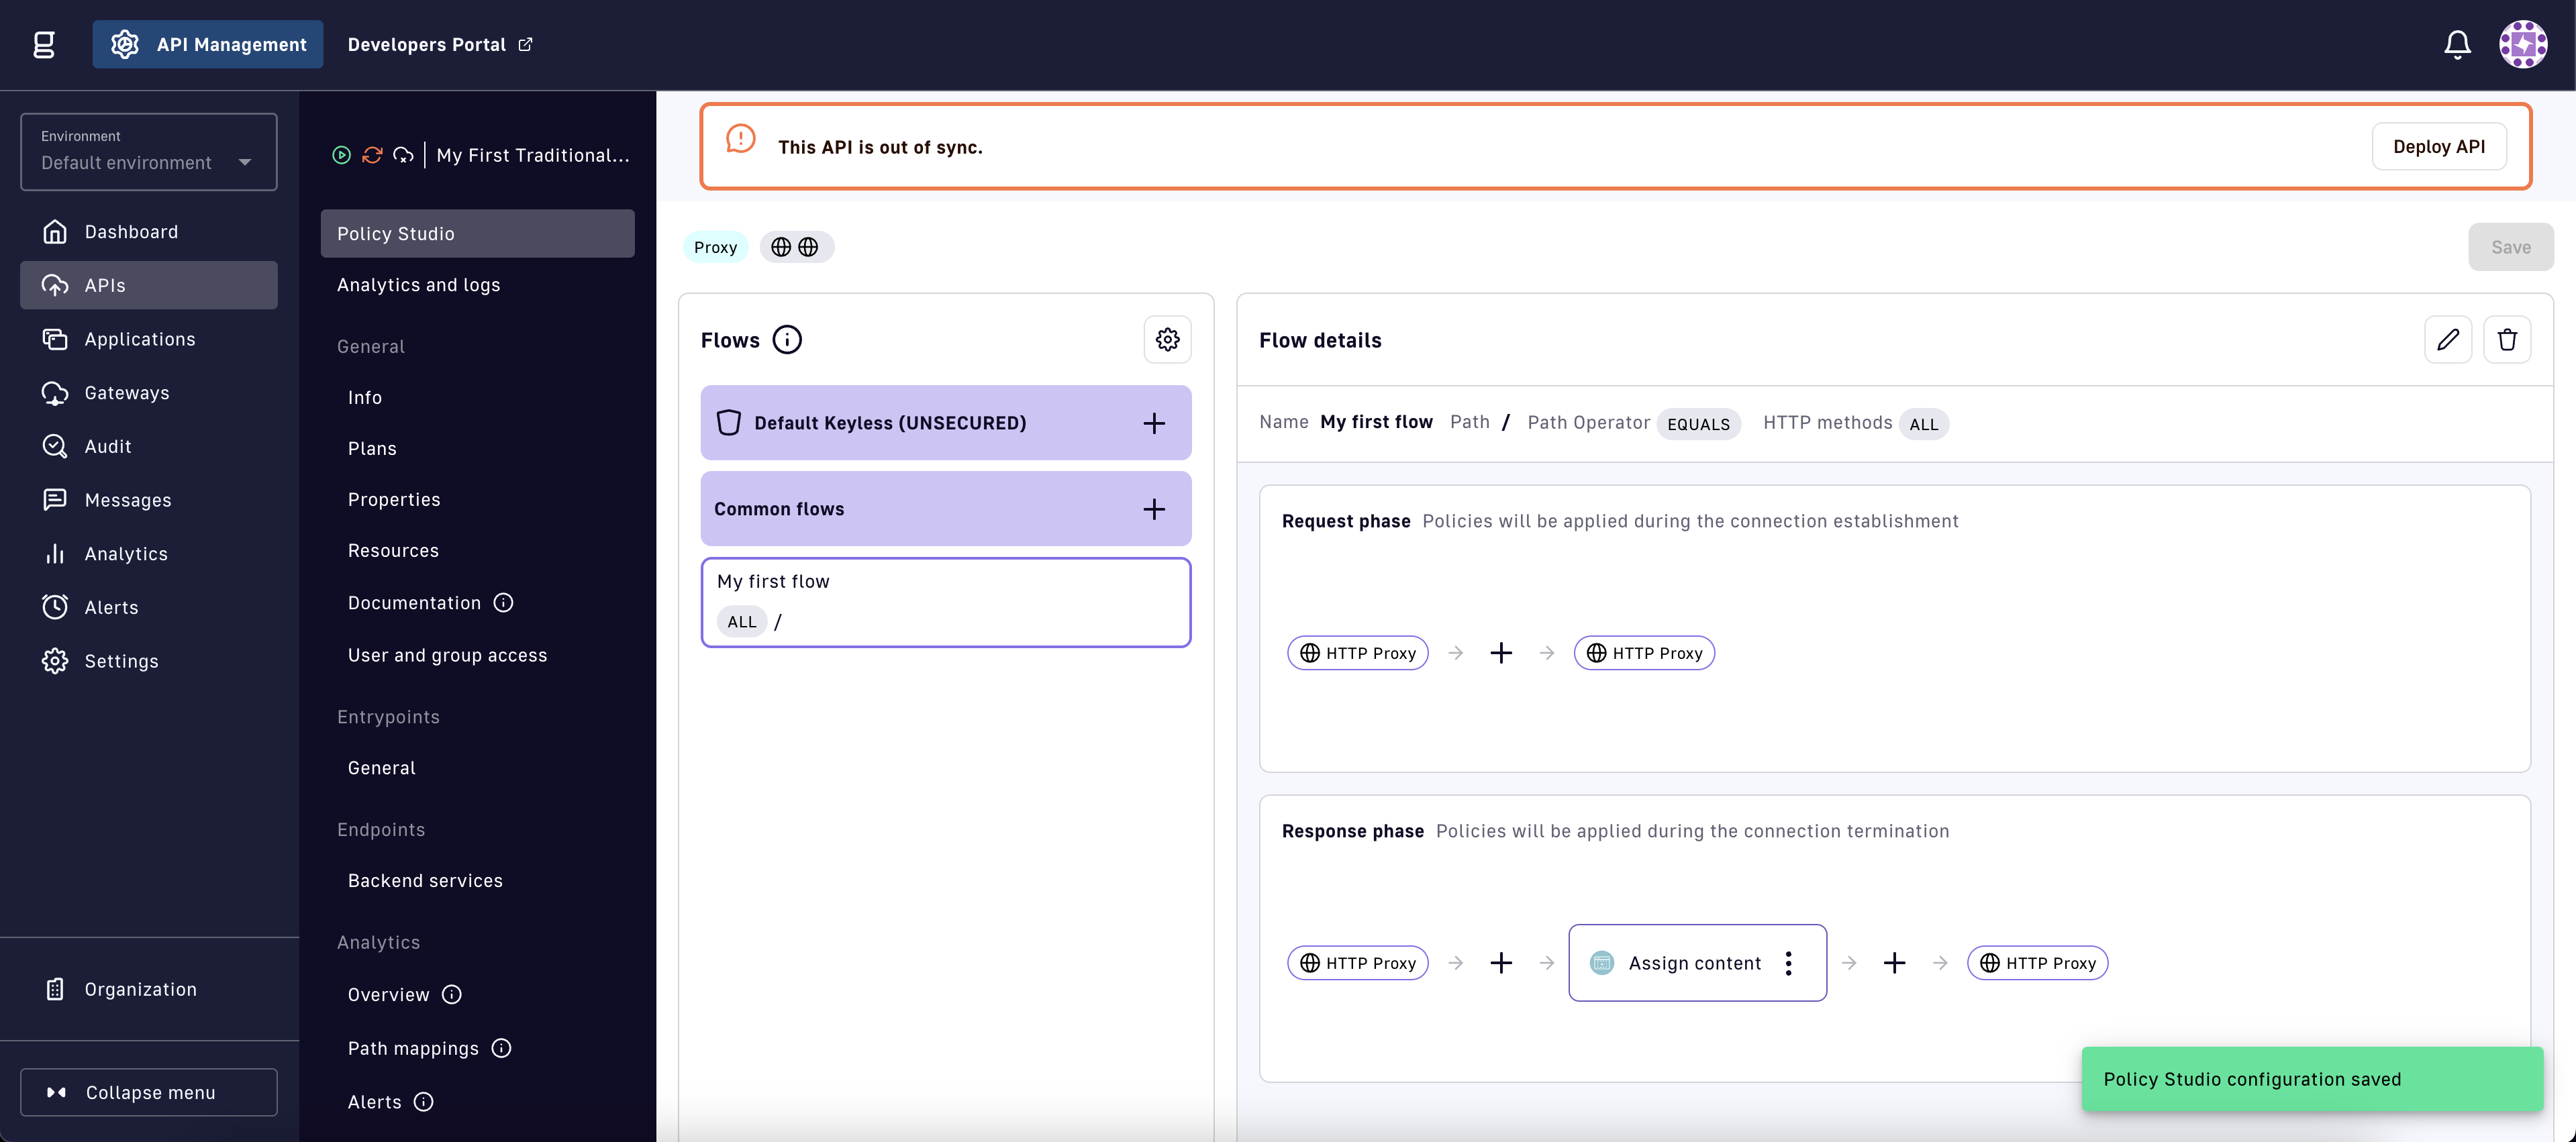 API Management
Developers Portal
Environment
Default environment
Dashboard
APIs
Applications
Gateways
Audit
Messages
Analytics
Alerts
Settings
Organization
Collapse menu
My First Traditional...
Policy Studio
Analytics and logs
General
Info
Plans
Properties
Resources
Documentation
User and group access
Entrypoints
General
Endpoints
Backend services
Analytics
Overview
Path mappings
Alerts
This API is out of sync.
Deploy API
Proxy
Save
Flows
Default Keyless (UNSECURED)
Common flows
My first flow
ALL /
Flow details
Name My first flow Path / Path Operator EQUALS HTTP methods ALL
Request phase Policies will be applied during the connection establishment
HTTP Proxy HTTP Proxy
Response phase Policies will be applied during the connection termination
HTTP Proxy Assign content HTTP Proxy
Policy Studio configuration saved